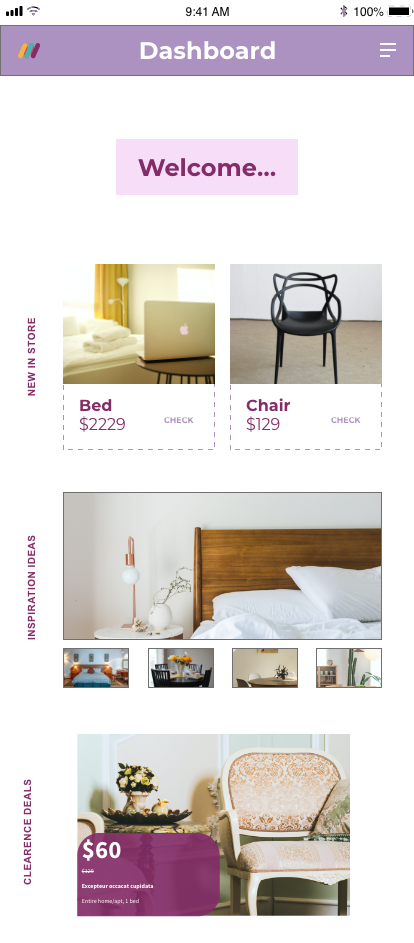 9:41 AM
100%
Dashboard
Welcome...
NEW IN STORE
Bed
$2229
CHECK
Chair
$129
CHECK
INSPIRATION IDEAS
CLEARENCE DEALS
$60
$129
Excepteur occacat cupidata
Entire home/apt, 1 bed